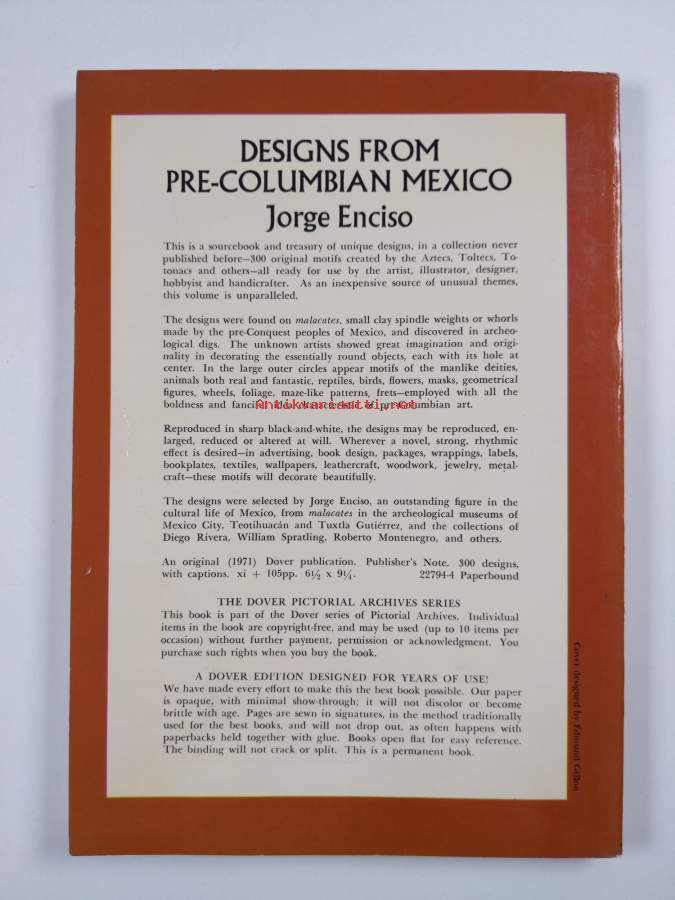 DESIGNS FROM
PRE-COLUMBIAN MEXICO
Jorge Enciso
This is a sourcebook and treasury of unique designs, in a collection never
published before—300 original motifs created by the Aztecs, Toltecs, To-
tonacs and others—all ready for use by the artist, illustrator, designer,
hobbyist and handicrafter. As an inexpensive source of unusual themes,
this volume is unparalleled.
The designs were found on malacates, small clay spindle weights or whorls
made by the pre-Conquest peoples of Mexico, and discovered in archeo-
logical digs. The unknown artists showed great imagination and origi-
nality in decorating the essentially round objects, each with its hole at
center. In the large outer circles appear motifs of the manlike deities,
animals both real and fantastic, reptiles, birds, flowers, masks, geometrical
figures, wheels, foliage, maze-like patterns, frets—employed with all the
boldness and of pre-Columbian art.
Antikvariaatti.net
Reproduced in sharp black-and-white, the designs may be reproduced, en-
larged, reduced or altered at will. Wherever a novel, strong, rhythmic
effect is desired—in advertising, book design, packages, wrappings, labels,
bookplates, textiles, wallpapers, leathercraft, woodwork, jewelry, metal-
craft—these motifs will decorate beautifully.
The designs were selected by Jorge Enciso, an outstanding figure in the
cultural life of Mexico, from malacates in the archeological museums of
Mexico City, Teotihuacán and Tuxtla Gutiérrez, and the collections of
Diego Rivera, William Spratling, Roberto Montenegro, and others.
An original (1971) Dover publication. Publisher's Note. 300 designs,
with captions. xi + 105pp. 6½ x 9¼. 22794-4 Paperbound
THE DOVER PICTORIAL ARCHIVES SERIES
This book is part of the Dover series of Pictorial Archives. Individual
items in the book are copyright-free, and may be used (up to 10 items per
occasion) without further payment, permission or acknowledgment. You
purchase such rights when you buy the book.
A DOVER EDITION DESIGNED FOR YEARS OF USE!
We have made every effort to make this the best book possible. Our paper
is opaque, with minimal show-through; it will not discolor or become
brittle with age. Pages are sewn in signatures, in the method traditionally
used for the best books, and will not drop out, as often happens with
paperbacks held together with glue. Books open flat for easy reference.
The binding will not crack or split. This is a permanent book.
Cover designed by Edmund Gillon